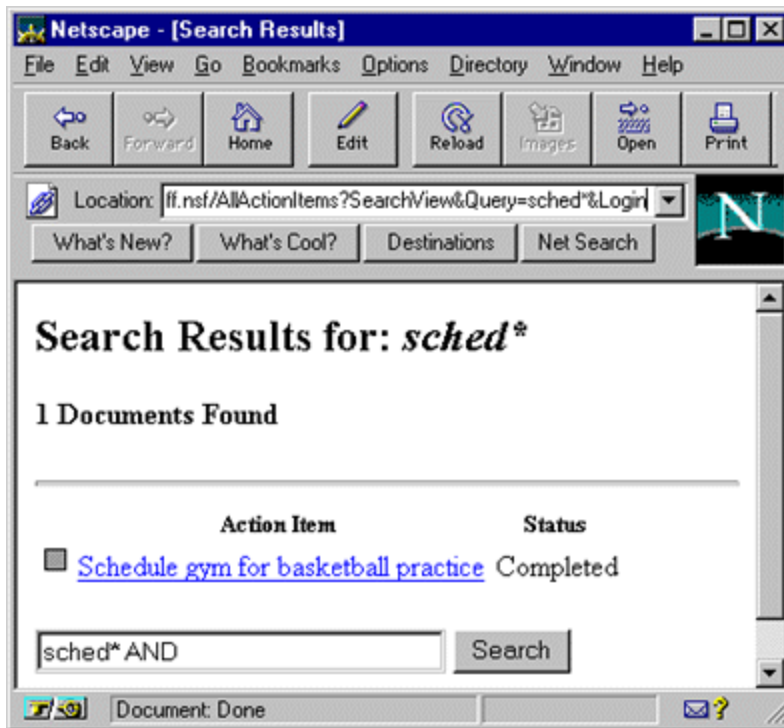 Netscape - [Search Results]
File Edit View Go Bookmarks Options Directory Window Help
Back Forward Home Edit Reload Images Open Print
Location: ff.nsf/AllActionItems?SearchView&Query=sched*&Login
N
What's New? What's Cool? Destinations Net Search
Search Results for: sched*
1 Documents Found
Action Item Status
Schedule gym for basketball practice Completed
sched* AND Search
Document: Done ?